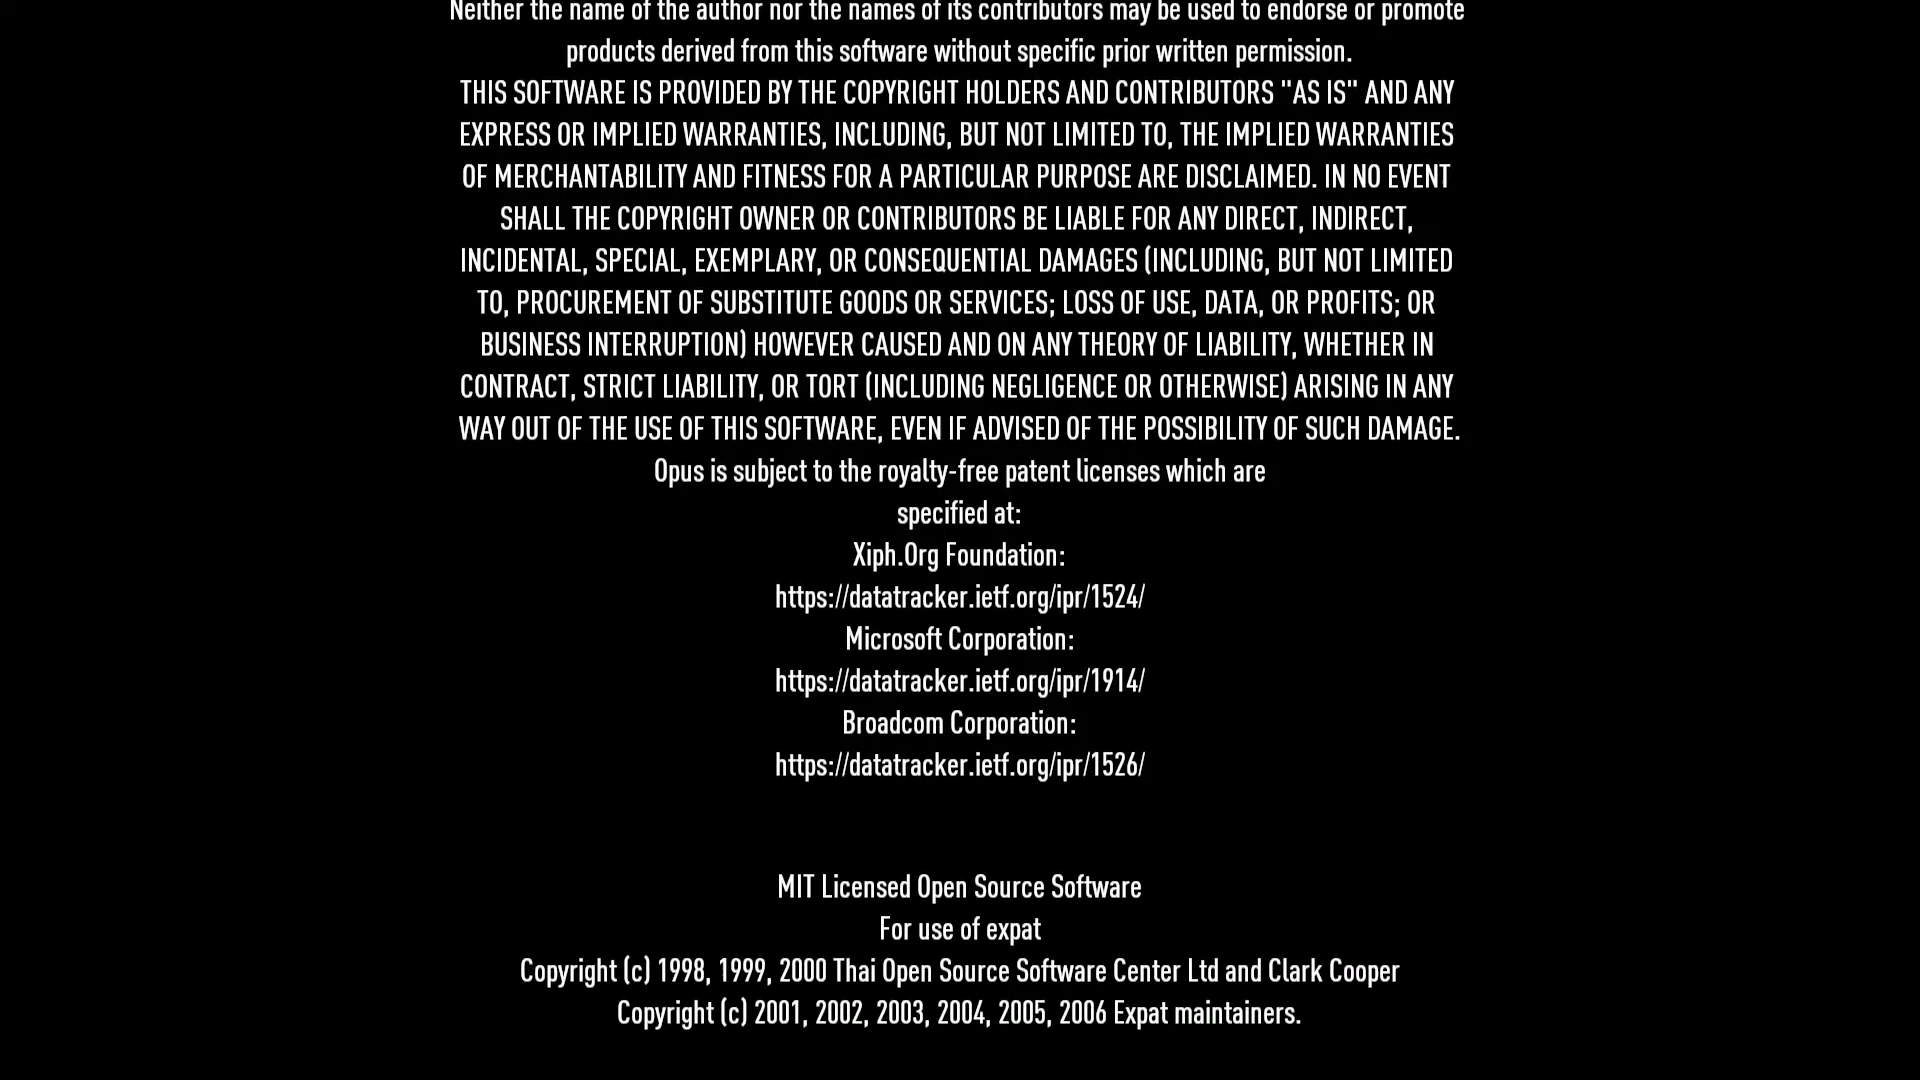 Neither the name of the author nor the names of its contributors may be used to endorse or promote
products derived from this software without specific prior written permission.
THIS SOFTWARE IS PROVIDED BY THE COPYRIGHT HOLDERS AND CONTRIBUTORS "AS IS" AND ANY
EXPRESS OR IMPLIED WARRANTIES, INCLUDING, BUT NOT LIMITED TO, THE IMPLIED WARRANTIES
OF MERCHANTABILITY AND FITNESS FOR A PARTICULAR PURPOSE ARE DISCLAIMED. IN NO EVENT
SHALL THE COPYRIGHT OWNER OR CONTRIBUTORS BE LIABLE FOR ANY DIRECT, INDIRECT,
INCIDENTAL, SPECIAL, EXEMPLARY, OR CONSEQUENTIAL DAMAGES (INCLUDING, BUT NOT LIMITED
TO, PROCUREMENT OF SUBSTITUTE GOODS OR SERVICES; LOSS OF USE, DATA, OR PROFITS; OR
BUSINESS INTERRUPTION) HOWEVER CAUSED AND ON ANY THEORY OF LIABILITY, WHETHER IN
CONTRACT, STRICT LIABILITY, OR TORT (INCLUDING NEGLIGENCE OR OTHERWISE) ARISING IN ANY
WAY OUT OF THE USE OF THIS SOFTWARE, EVEN IF ADVISED OF THE POSSIBILITY OF SUCH DAMAGE.
Opus is subject to the royalty-free patent licenses which are
specified at:
Xiph.Org Foundation:
https://datatracker.ietf.org/ipr/1524/
Microsoft Corporation:
https://datatracker.ietf.org/ipr/1914/
Broadcom Corporation:
https://datatracker.ietf.org/ipr/1526/
MIT Licensed Open Source Software
For use of expat
Copyright (c) 1998, 1999, 2000 Thai Open Source Software Center Ltd and Clark Cooper
Copyright (c) 2001, 2002, 2003, 2004, 2005, 2006 Expat maintainers.